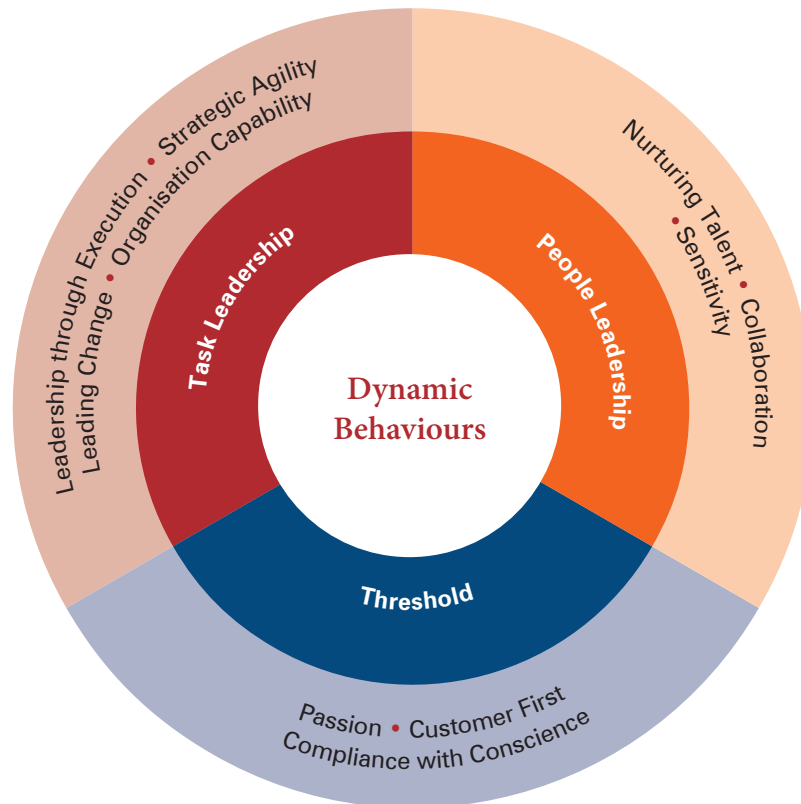 Leadership through Execution • Strategic Agility
Leading Change • Organisation Capability
Task Leadership
Nurturing Talent • Collaboration
• Sensitivity
People Leadership
Dynamic
Behaviours
Threshold
Passion • Customer First
Compliance with Conscience